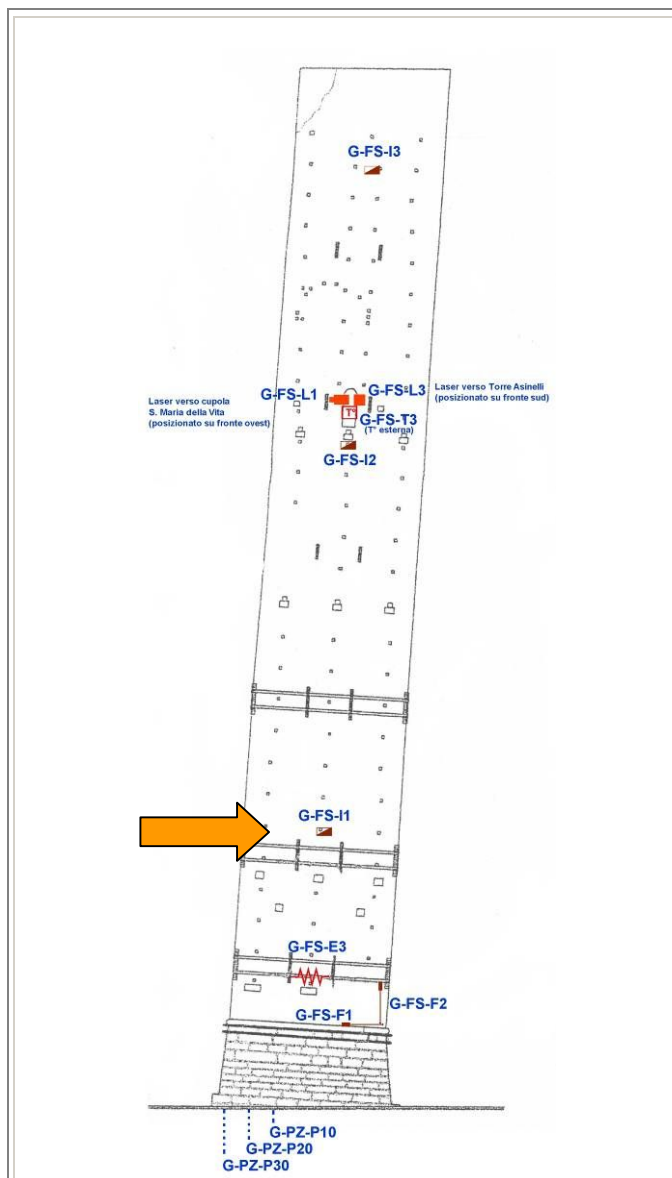 G-FS-I3
Laser verso cupola
S. Maria della Vita
(posizionato su fronte ovest)
G-FS-L1
G-FS-L3
Laser verso Torre Asinelli
(posizionato su fronte sud)
T°
G-FS-T3
(T° esterna)
G-FS-I2
G-FS-I1
G-FS-E3
G-FS-F2
G-FS-F1
G-PZ-P10
G-PZ-P20
G-PZ-P30